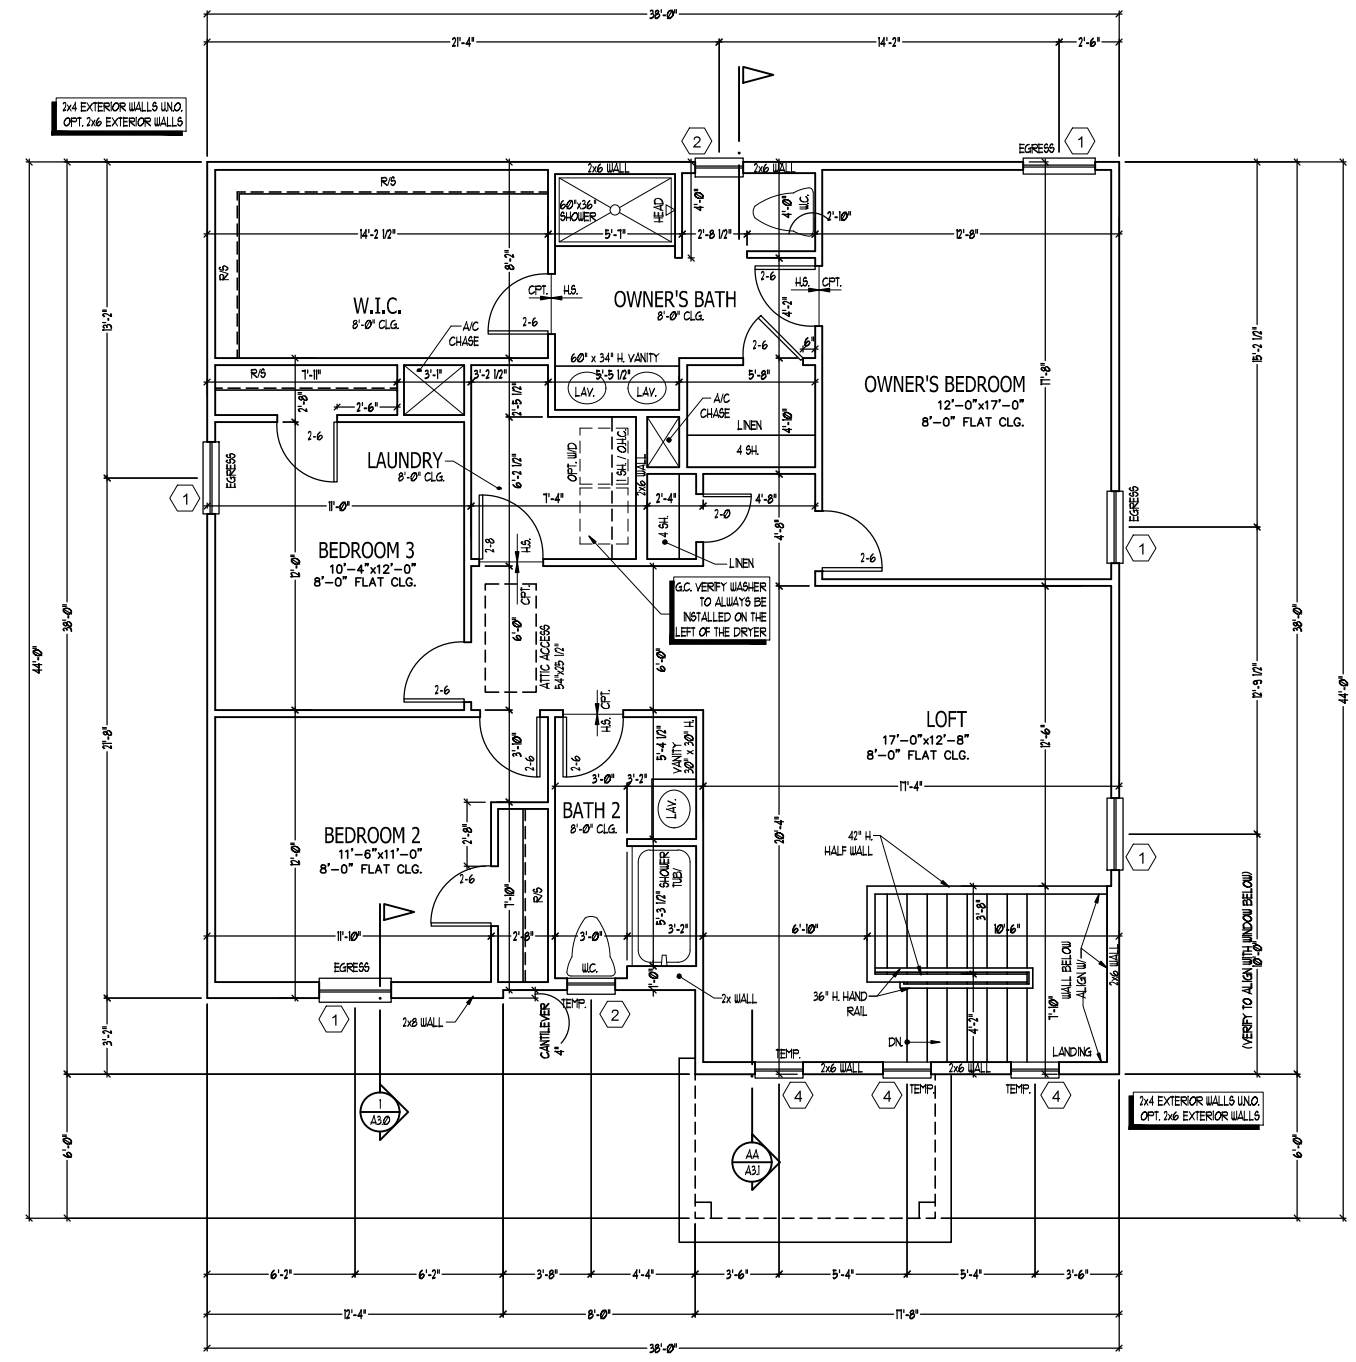 38'-0"
21'-4"
14'-2"
2'-6"
2x4 EXTERIOR WALLS U.N.O.
OPT. 2x6 EXTERIOR WALLS
2
1
EGRESS
2x6 WALL
2x6 WALL
R/S
60"x36"
SHOWER
HEAD
4'-0"
4'-0"
W.C.
2'-10"
14'-2 1/2"
5'-7"
2'-8 1/2"
12'-8"
R/S
8'-2"
2-6
CPT.
H.S.
H.S.
CPT.
W.I.C.
8'-0" CLG.
OWNER'S BATH
8'-0" CLG.
4'-2"
13'-2"
A/C
CHASE
2-6
2-6
6"
15'-2 1/2"
60" x 34" H. VANITY
R/S
7'-11"
3'-1"
3'-2 1/2"
5'-5 1/2"
5'-8"
11'-8"
OWNER'S BEDROOM
12'-0"x17'-0"
8'-0" FLAT CLG.
LAV.
LAV.
2'-8"
2'-6"
2'-5 1/2"
A/C
CHASE
4'-10"
LINEN
4 SH.
2-6
LAUNDRY
8'-0" CLG.
OPT. W/D
1 SH. / O.H.C.
2x6 WALL
EGRESS
6'-2 1/2"
1
11'-0"
7'-4"
2'-4"
4'-8"
EGRESS
2-0
4 SH.
4'-8"
1
2-8
H.S.
BEDROOM 3
10'-4"x12'-0"
8'-0" FLAT CLG.
12'-0"
LINEN
2-6
CPT.
G.C. VERIFY WASHER
TO ALWAYS BE
INSTALLED ON THE
LEFT OF THE DRYER
38'-0"
44'-0"
6'-0"
ATTIC ACCESS
54"x25 1/2"
6'-0"
38'-0"
44'-0"
12'-9 1/2"
2-6
CPT.
H.S.
21'-8"
3'-10"
2-6
2-6
5'-4 1/2"
VANITY
30" x 30" H.
LOFT
17'-0"x12'-8"
8'-0" FLAT CLG.
12'-6"
3'-0"
3'-2"
17'-4"
BEDROOM 2
11'-6"x11'-0"
8'-0" FLAT CLG.
12'-0"
2'-8"
BATH 2
8'-0" CLG.
LAV.
20'-4"
42" H.
HALF WALL
1
2-6
7'-10"
R/S
5'-3 1/2"
SHOWER
TUB/
3'-8"
11'-10"
2'-8"
3'-0"
3'-2"
6'-10"
10'-6"
EGRESS
W.C.
1'-0"
WALL BELOW
ALIGN W/
2x6 WALL
10'-0"
(VERIFY TO ALIGN WITH WINDOW BELOW)
1
2x8 WALL
CANTILEVER
4"
TEMP.
2
2x WALL
36" H. HAND
RAIL
4'-2"
7'-10"
DN.
LANDING
3'-2"
TEMP.
2x6 WALL
2x6 WALL
4
4
TEMP.
TEMP.
4
2x4 EXTERIOR WALLS U.N.O.
OPT. 2x6 EXTERIOR WALLS
1
A3.0
AA
A3.1
6'-0"
6'-0"
6'-2"
6'-2"
3'-8"
4'-4"
3'-6"
5'-4"
5'-4"
3'-6"
12'-4"
8'-0"
17'-8"
38'-0"